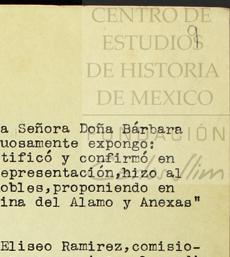 CENTRO DE
ESTUDIOS
DE HISTORIA
DE MEXICO
9
a Señora Doña Bárbara
uosamente expongo:
FUNDACIÓN
tificó y confirmó en
epresentación,hizo al
obles,proponiendo en
ina del Alamo y Anexas"
Eliseo Ramirez,comisio-